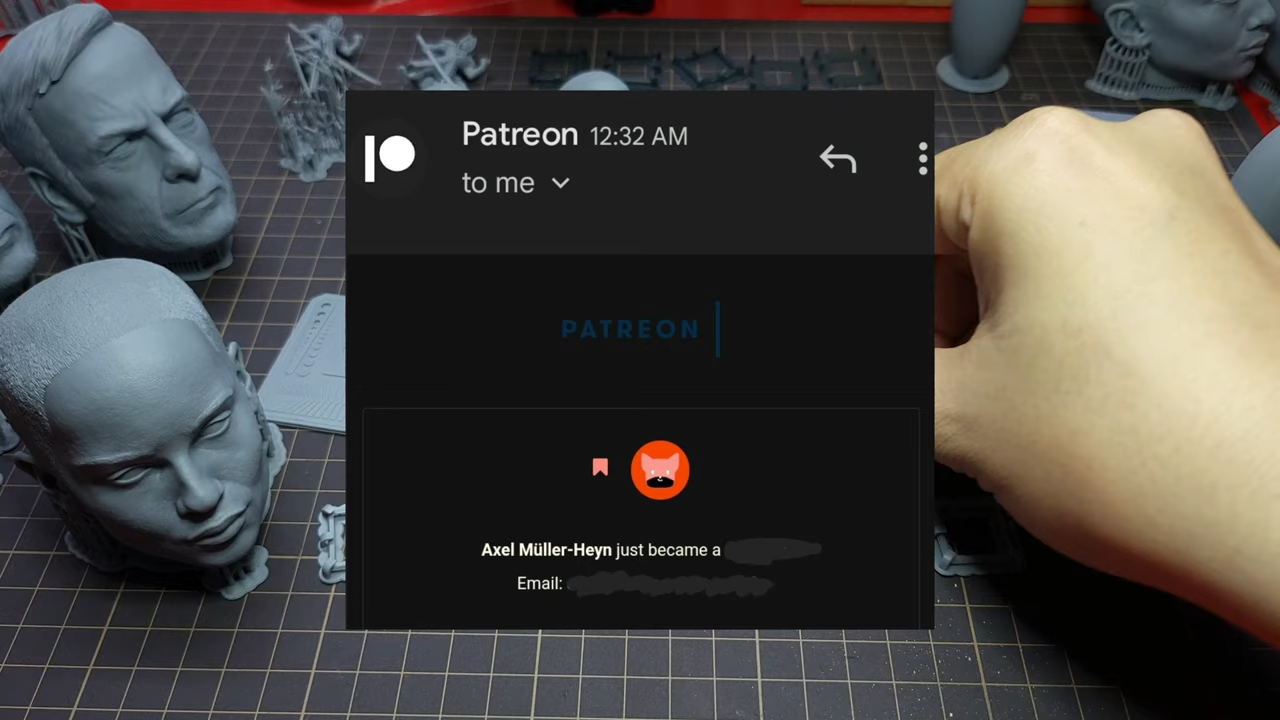 Patreon 12:32 AM
to me
PATREON
Axel Müller-Heyn just became a
Email: